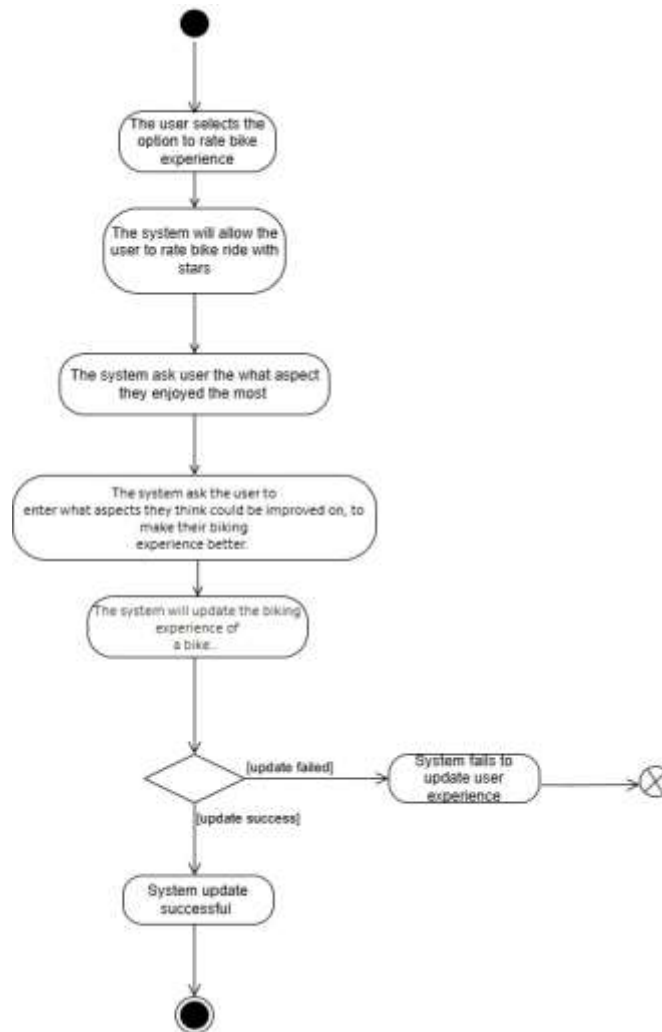 The user selects the
option to rate bike
experience
The system will allow the
user to rate bike ride with
stars
The system ask user the what aspect
they enjoyed the most
The system ask the user to
enter what aspects they think could be improved on, to
make their biking
experience better.
The system will update the biking
experience of
a bike..
[update failed]
System fails to
update user
experience
[update success]
System update
successful